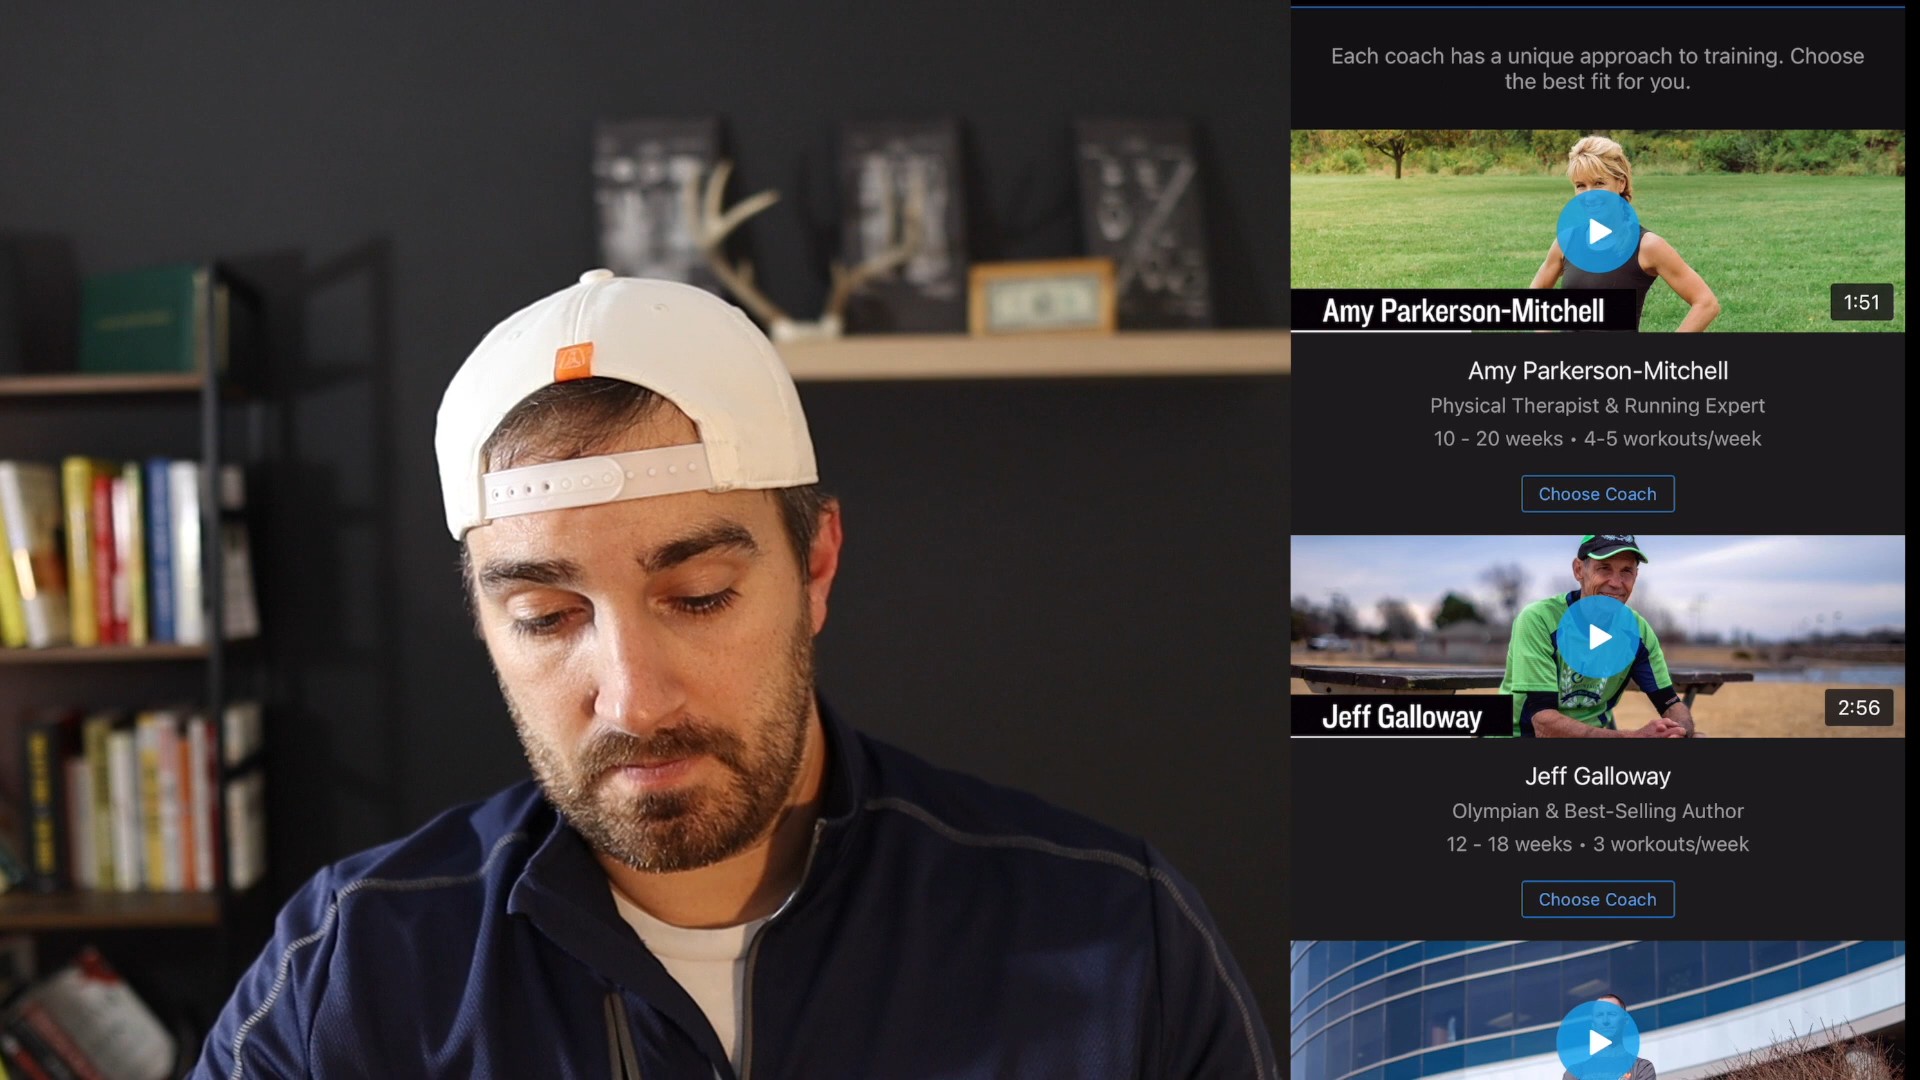 Each coach has a unique approach to training. Choose
the best fit for you.
Amy Parkerson-Mitchell
1:51
Amy Parkerson-Mitchell
Physical Therapist & Running Expert
10 - 20 weeks • 4-5 workouts/week
Choose Coach
Jeff Galloway
2:56
Jeff Galloway
Olympian & Best-Selling Author
12 - 18 weeks • 3 workouts/week
Choose Coach